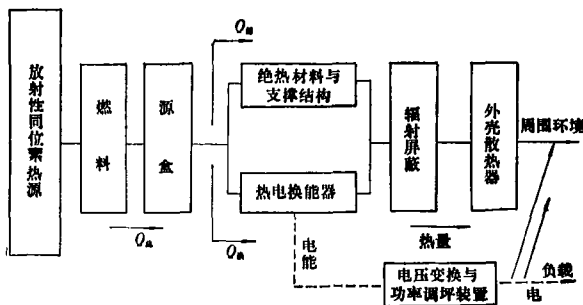 放射性同位素热源
燃料
源盒
Q
绝热材料与
支撑结构
热电换能器
Q
Q
辐射屏蔽
外壳散热器
周围环境
热量
电能
电压变换与
功率调坪装置
负载
电